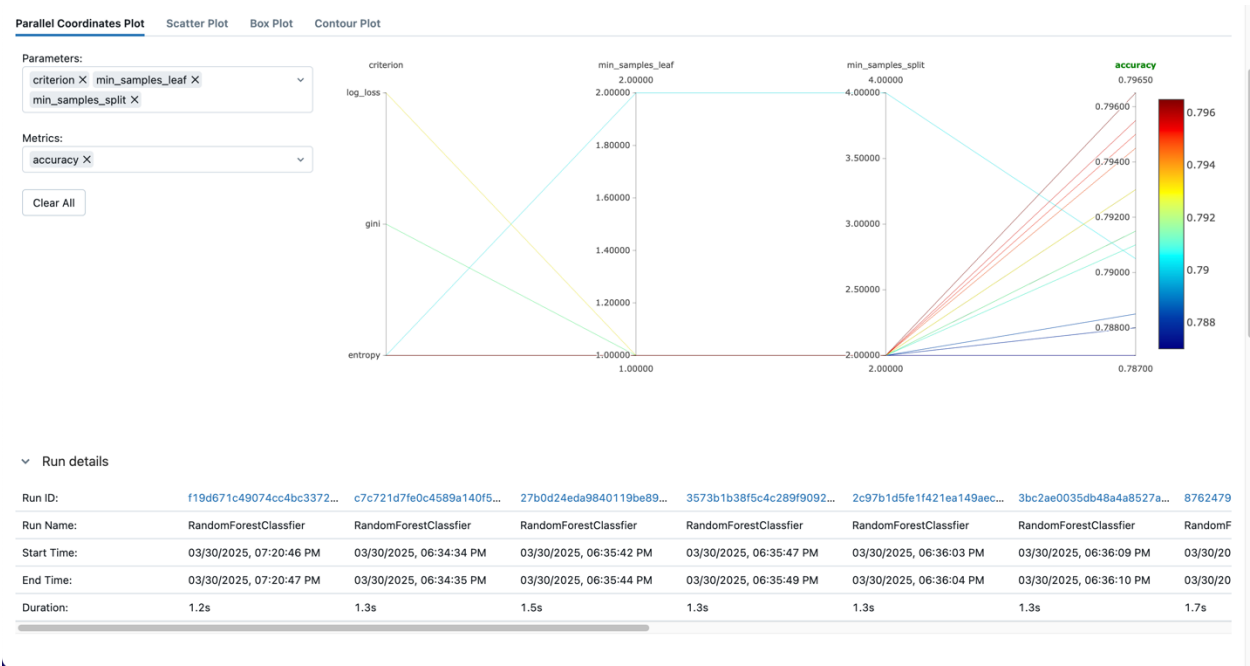 Parallel Coordinates Plot Scatter Plot Box Plot Contour Plot
Parameters:
criterion × min_samples_leaf ×
min_samples_split ×
Metrics:
accuracy ×
Clear All
criterion min_samples_leaf min_samples_split accuracy
2.00000 4.00000 0.79650
log_loss 2.00000 4.00000
0.79600 0.796
1.80000
3.50000 0.79400 0.794
1.60000
gini 3.00000 0.79200 0.792
1.40000
0.79000 0.79
2.50000
1.20000
0.78800 0.788
entropy 1.00000 2.00000
1.00000 2.00000 0.78700
Run details
Run ID: f19d671c49074cc4bc3372... c7c721d7fe0c4589a140f5... 27b0d24eda9840119be89... 3573b1b38f5c4c289f9092... 2c97b1d5fe1f421ea149aec... 3bc2ae0035db48a4a8527a... 8762479
Run Name: RandomForestClassfier RandomForestClassfier RandomForestClassfier RandomForestClassfier RandomForestClassfier RandomForestClassfier RandomF
Start Time: 03/30/2025, 07:20:46 PM 03/30/2025, 06:34:34 PM 03/30/2025, 06:35:42 PM 03/30/2025, 06:35:47 PM 03/30/2025, 06:36:03 PM 03/30/2025, 06:36:09 PM 03/30/20
End Time: 03/30/2025, 07:20:47 PM 03/30/2025, 06:34:35 PM 03/30/2025, 06:35:44 PM 03/30/2025, 06:35:49 PM 03/30/2025, 06:36:04 PM 03/30/2025, 06:36:10 PM 03/30/20
Duration: 1.2s 1.3s 1.5s 1.3s 1.3s 1.3s 1.7s